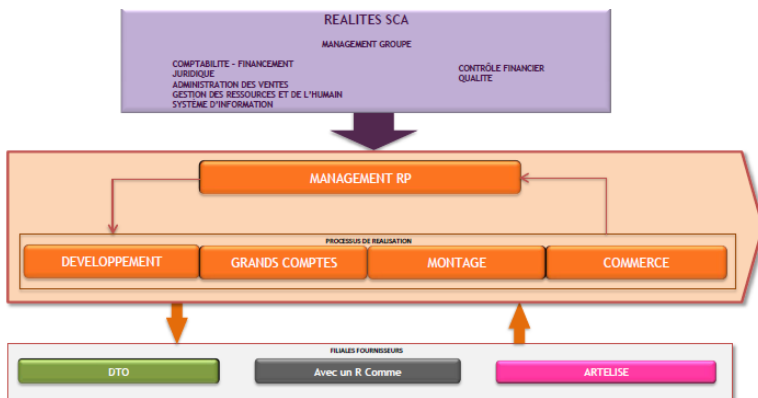 REALITES SCA
MANAGEMENT GROUPE
COMPTABILITE – FINANCEMENT
JURIDIQUE
ADMINISTRATION DES VENTES
GESTION DES RESSOURCES ET DE L'HUMAIN
SYSTÈME D'INFORMATION
CONTRÔLE FINANCIER
QUALITE
MANAGEMENT RP
PROCESSUS DE REALISATION
DEVELOPPEMENT
GRANDS COMPTES
MONTAGE
COMMERCE
FILIALES FOURNISSEURS
DTO
Avec un R Comme
ARTELISE